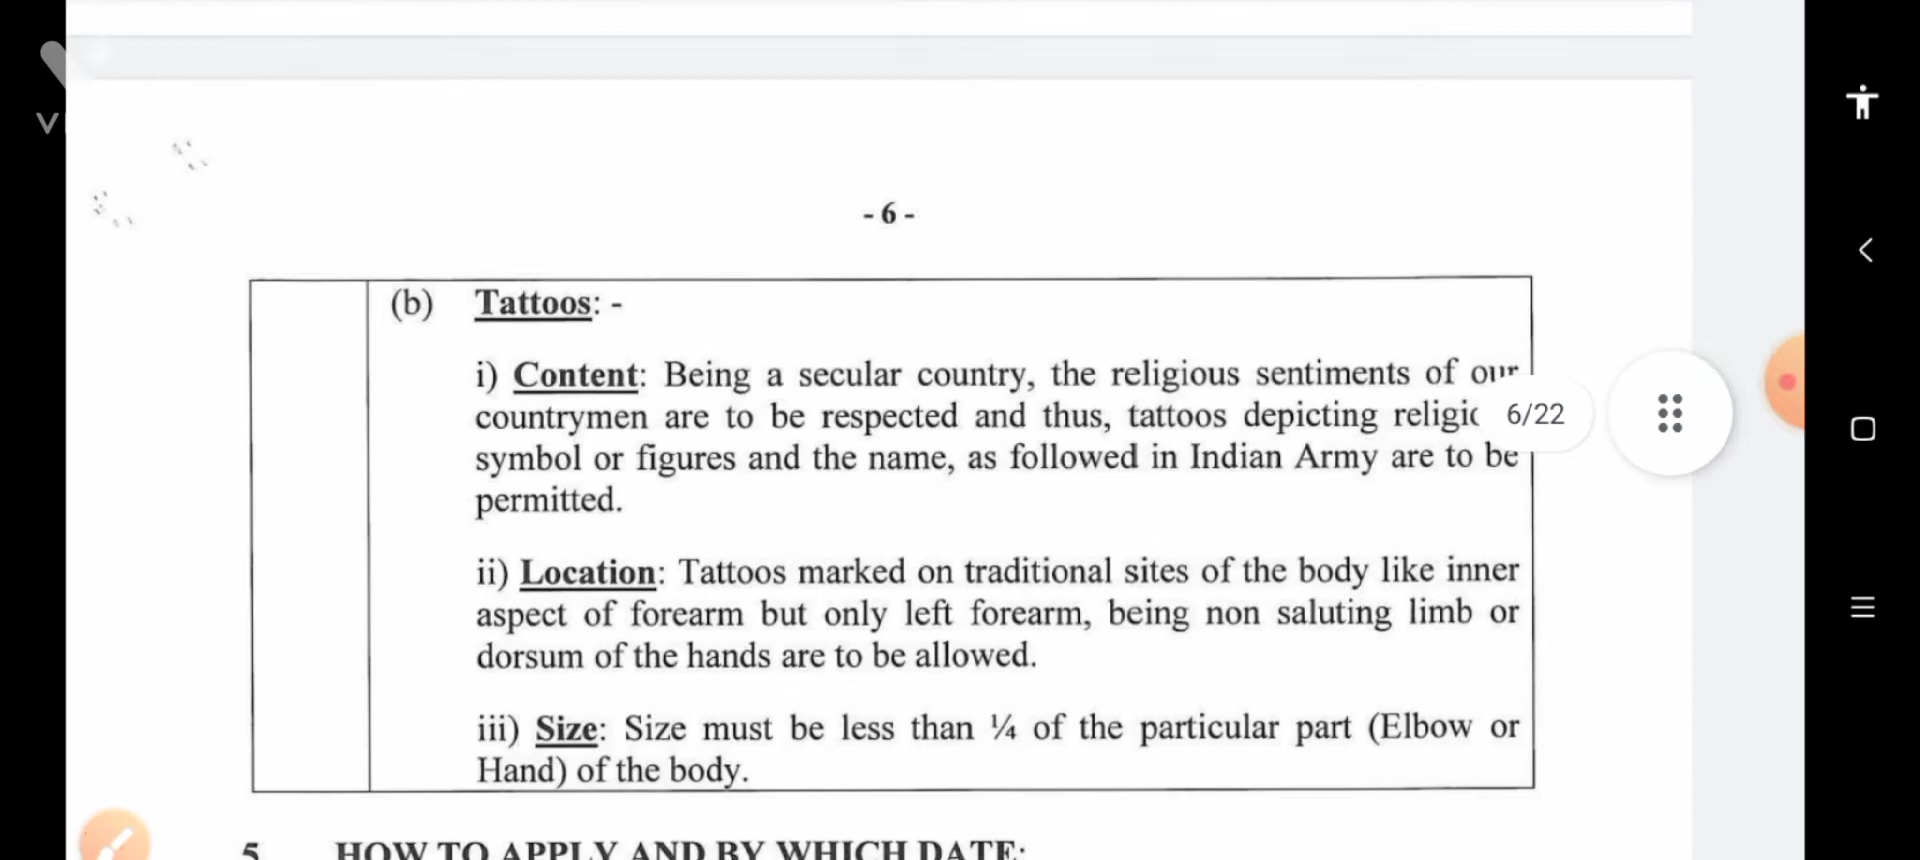 - 6 -
(b) Tattoos: -
i) Content: Being a secular country, the religious sentiments of our
countrymen are to be respected and thus, tattoos depicting
6/22
symbol or figures and the name, as followed in Indian Army are to be
permitted.
ii) Location: Tattoos marked on traditional sites of the body like inner
aspect of forearm but only left forearm, being non saluting limb or
dorsum of the hands are to be allowed.
iii) Size: Size must be less than ¼ of the particular part (Elbow or
Hand) of the body.
5 HOW TO APPLY AND BY WHICH DATE: